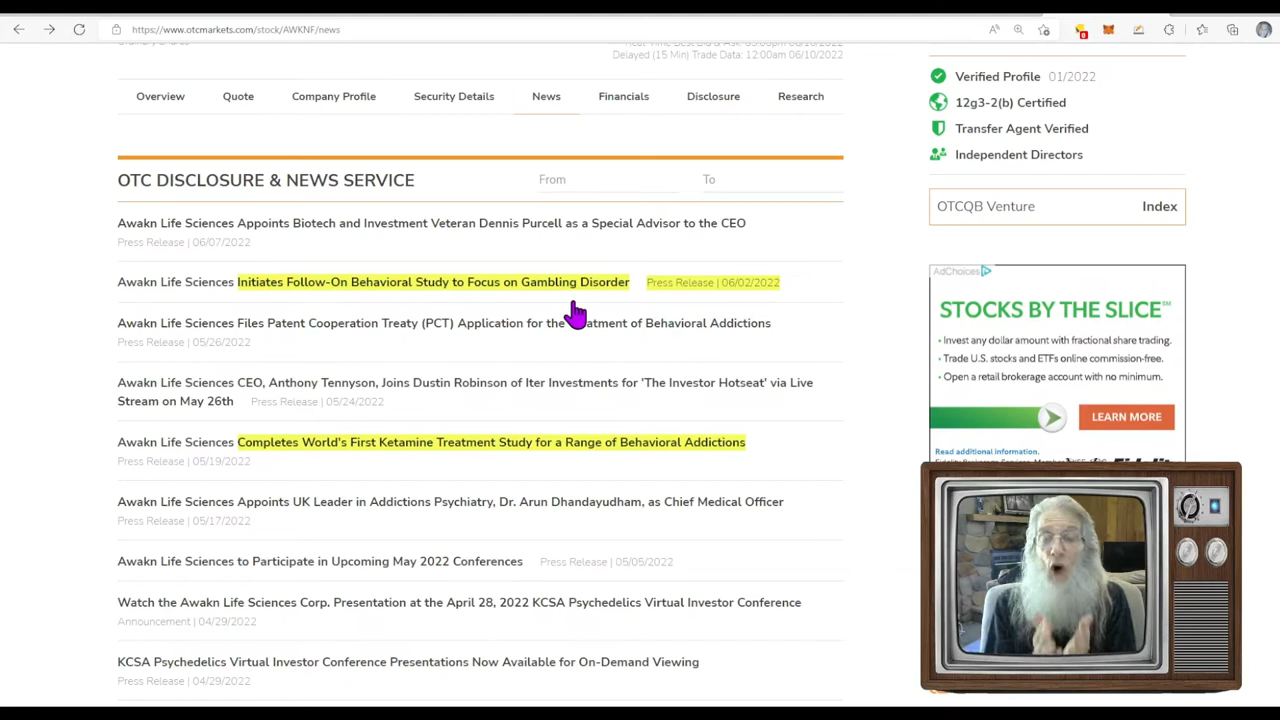 https://www.otcmarkets.com/stock/AWKNF/news
0
Real-Time Best Bid & Ask: 05:00pm 06/10/2022
Delayed (15 Min) Trade Data: 12:00am 06/10/2022
Overview Quote Company Profile Security Details News Financials Disclosure Research
Verified Profile 01/2022
12g3-2(b) Certified
Transfer Agent Verified
Independent Directors
OTCQB Venture Index
OTC DISCLOSURE & NEWS SERVICE From To
Awakn Life Sciences Appoints Biotech and Investment Veteran Dennis Purcell as a Special Advisor to the CEO
Press Release | 06/07/2022
Awakn Life Sciences Initiates Follow-On Behavioral Study to Focus on Gambling Disorder Press Release | 06/02/2022
Awakn Life Sciences Files Patent Cooperation Treaty (PCT) Application for the atment of Behavioral Addictions
Press Release | 05/26/2022
Awakn Life Sciences CEO, Anthony Tennyson, Joins Dustin Robinson of Iter Investments for 'The Investor Hotseat' via Live
Stream on May 26th Press Release | 05/24/2022
Awakn Life Sciences Completes World's First Ketamine Treatment Study for a Range of Behavioral Addictions
Press Release | 05/19/2022
Awakn Life Sciences Appoints UK Leader in Addictions Psychiatry, Dr. Arun Dhandayudham, as Chief Medical Officer
Press Release | 05/17/2022
Awakn Life Sciences to Participate in Upcoming May 2022 Conferences Press Release | 05/05/2022
Watch the Awakn Life Sciences Corp. Presentation at the April 28, 2022 KCSA Psychedelics Virtual Investor Conference
Announcement | 04/29/2022
KCSA Psychedelics Virtual Investor Conference Presentations Now Available for On-Demand Viewing
Press Release | 04/29/2022
AdChoices
STOCKS BY THE SLICE℠
• Invest any dollar amount with fractional share trading.
• Trade U.S. stocks and ETFs online commission-free.
• Open a retail brokerage account with no minimum.
LEARN MORE
Read additional information.